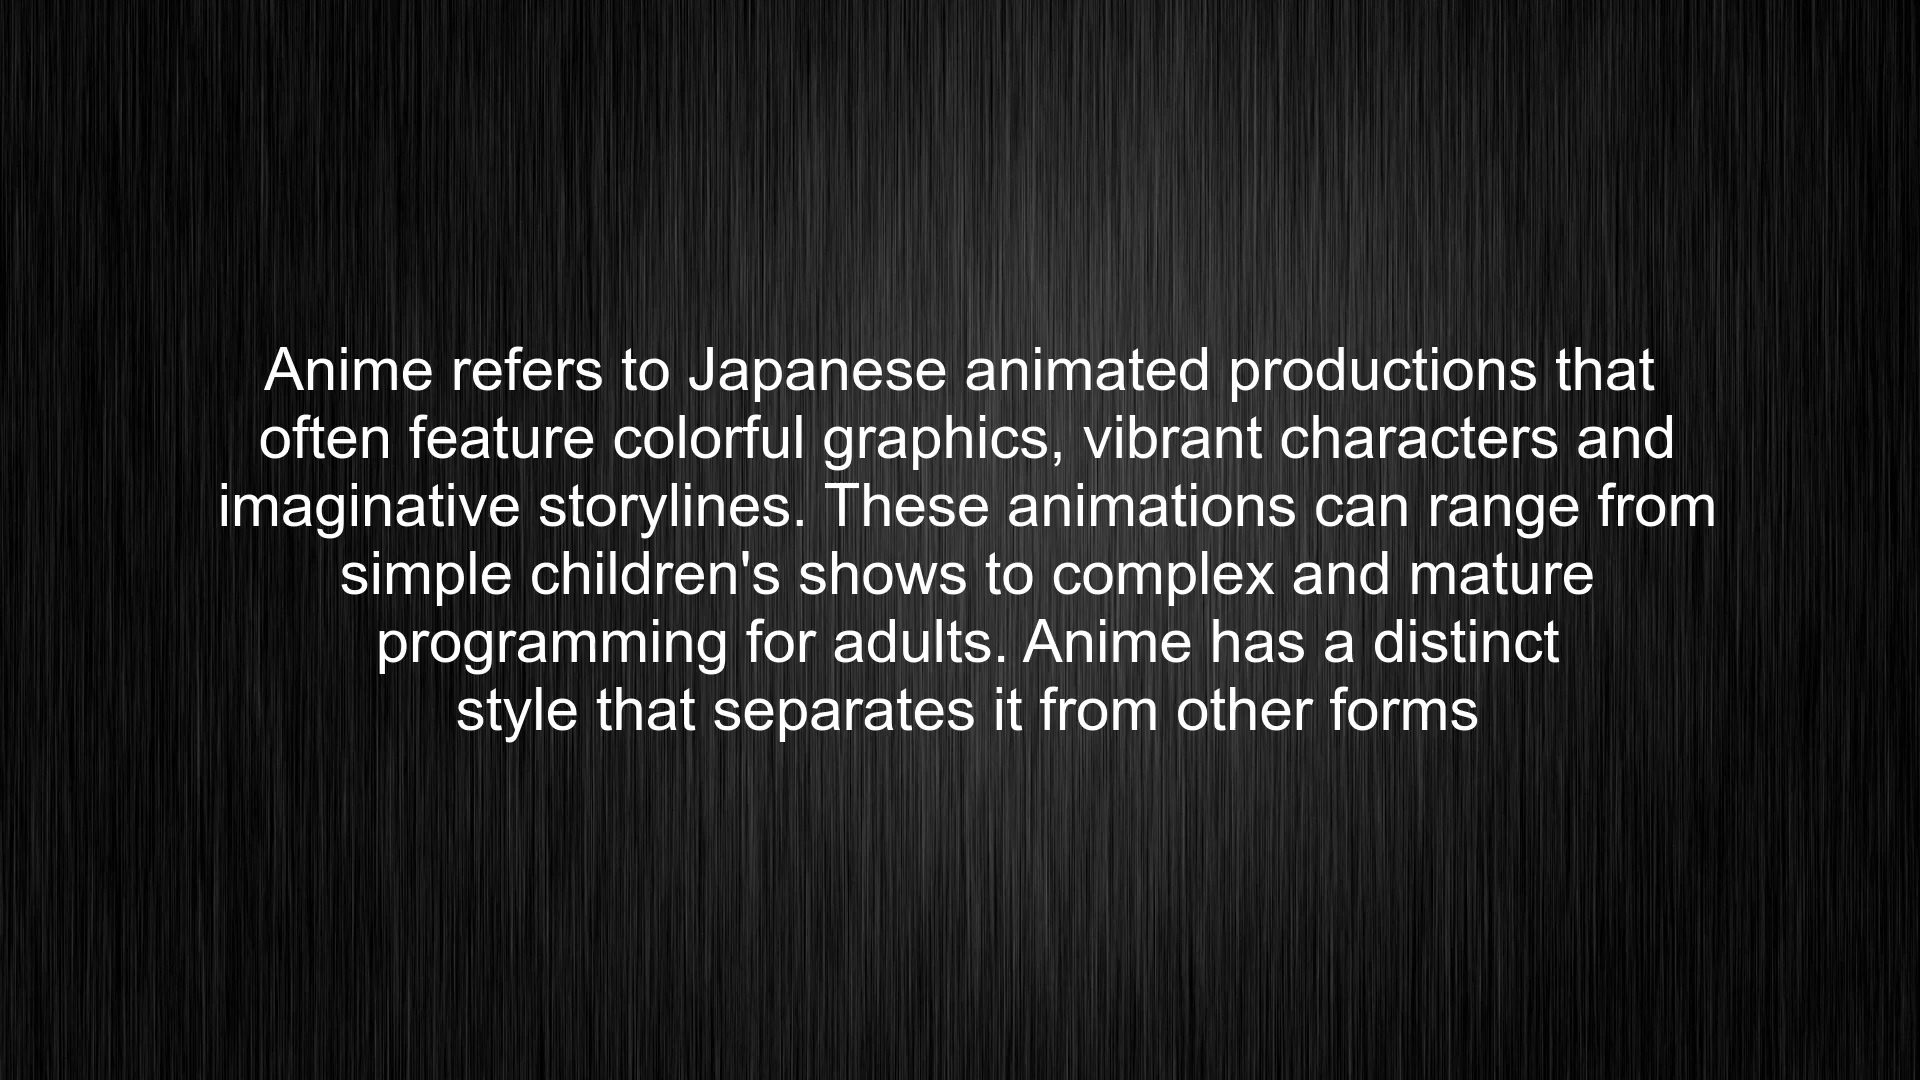 Anime refers to Japanese animated productions that
often feature colorful graphics, vibrant characters and
imaginative storylines. These animations can range from
simple children's shows to complex and mature
programming for adults. Anime has a distinct
style that separates it from other forms